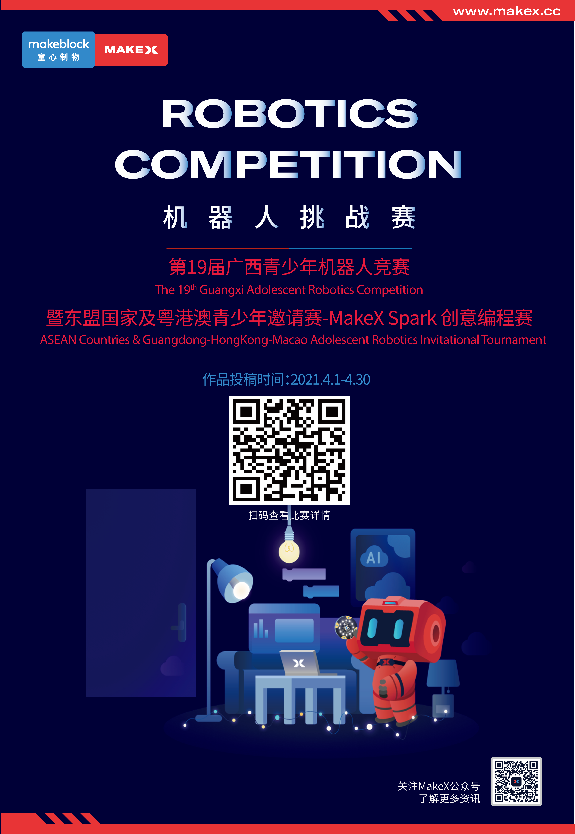 www.makex.cc
makeblock
童心制物
MAKEX
ROBOTICS
COMPETITION
机器人挑战赛
第19届广西青少年机器人竞赛
The 19th Guangxi Adolescent Robotics Competition
暨东盟国家及粤港澳青少年邀请赛-MakeX Spark 创意编程赛
ASEAN Countries & Guangdong-HongKong-Macao Adolescent Robotics Invitational Tournament
作品投稿时间:2021.4.1-4.30
扫码查看比赛详情
AI
关注MakeX公众号
了解更多资讯